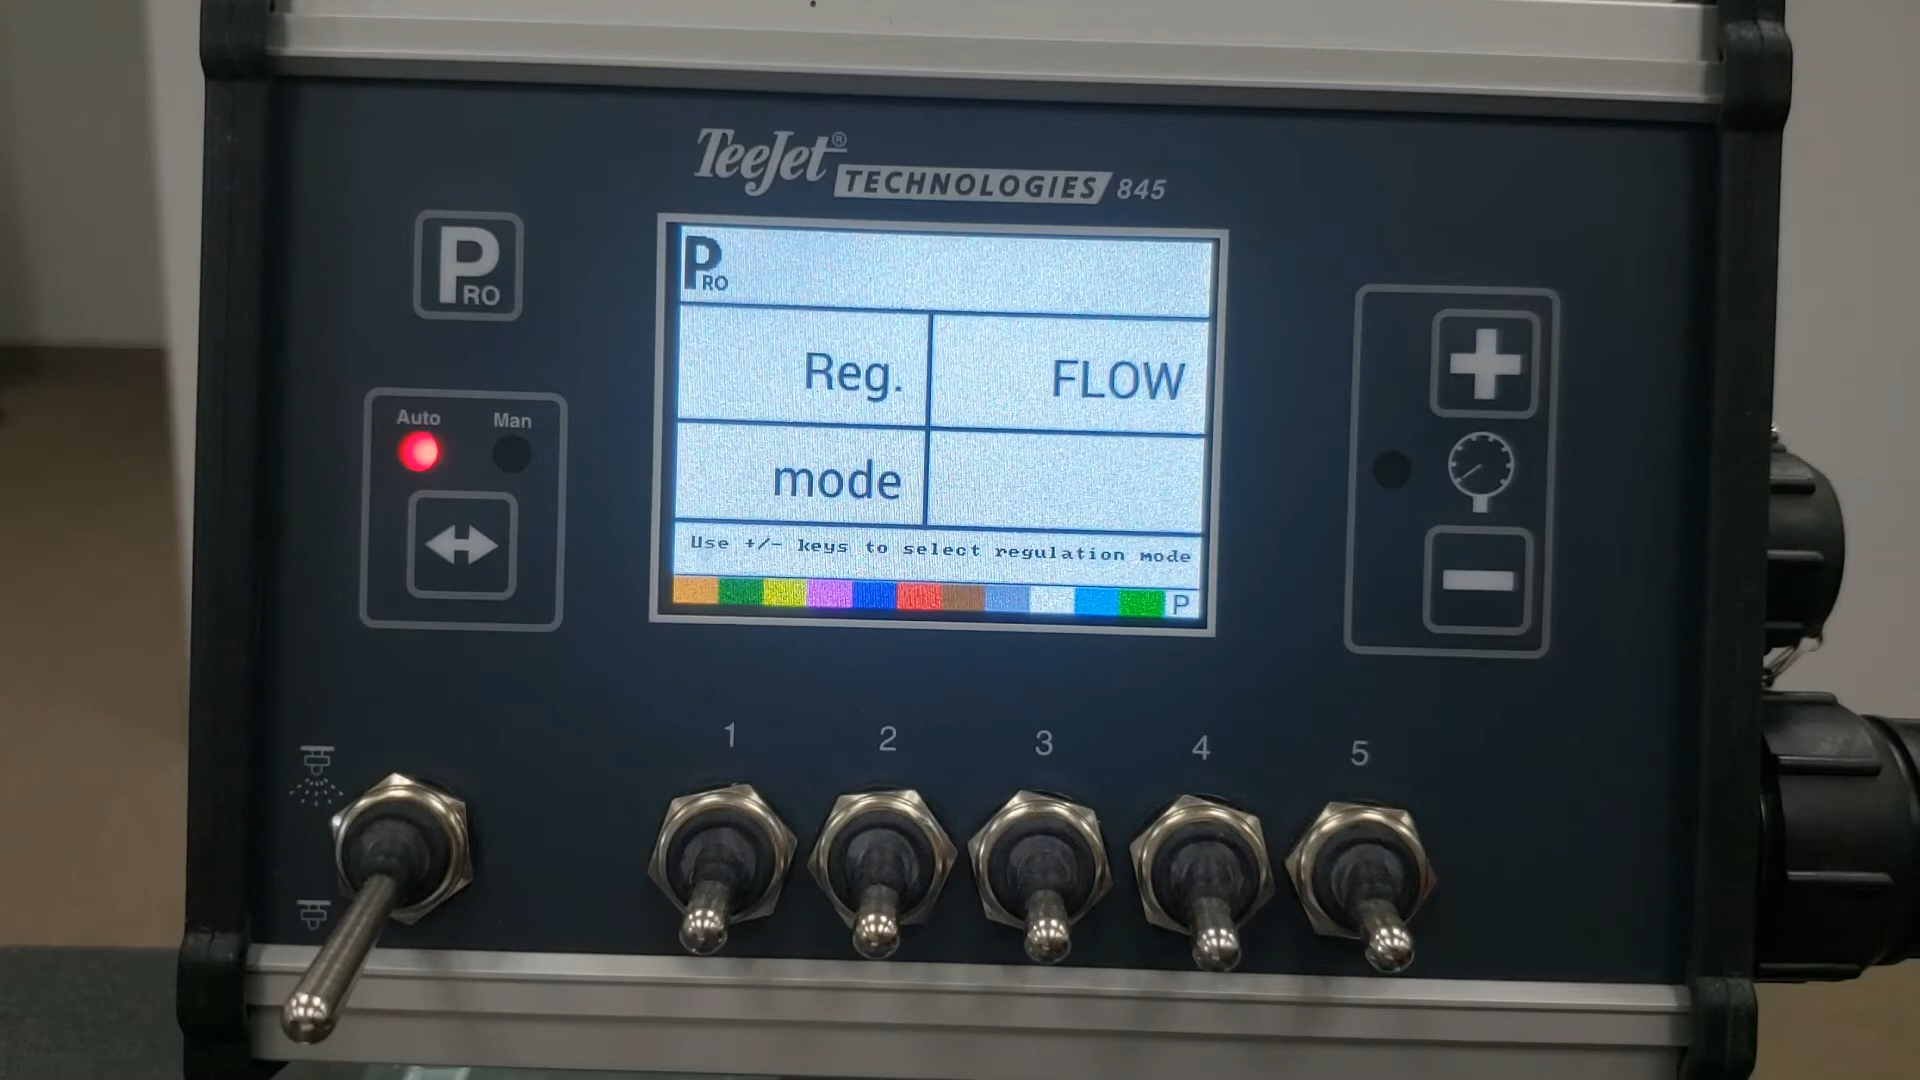 TeeJet®
TECHNOLOGIES 845
PRO
PRO
Reg. FLOW
mode
Use +/- keys to select regulation mode
P
Auto Man
1 2 3 4 5